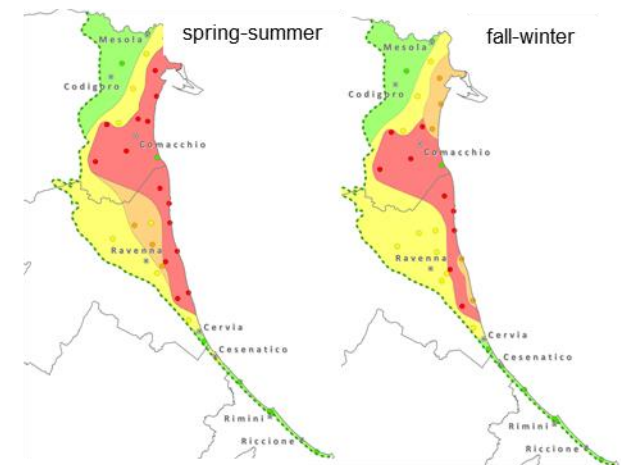 spring-summer
Mesola
Codigoro
Comacchio
Ravenna
Cervia
Cesenatico
Rimini
Riccione
fall-winter
Mesola
Codigoro
Comacchio
Ravenna
Cervia
Cesenatico
Rimini
Riccione